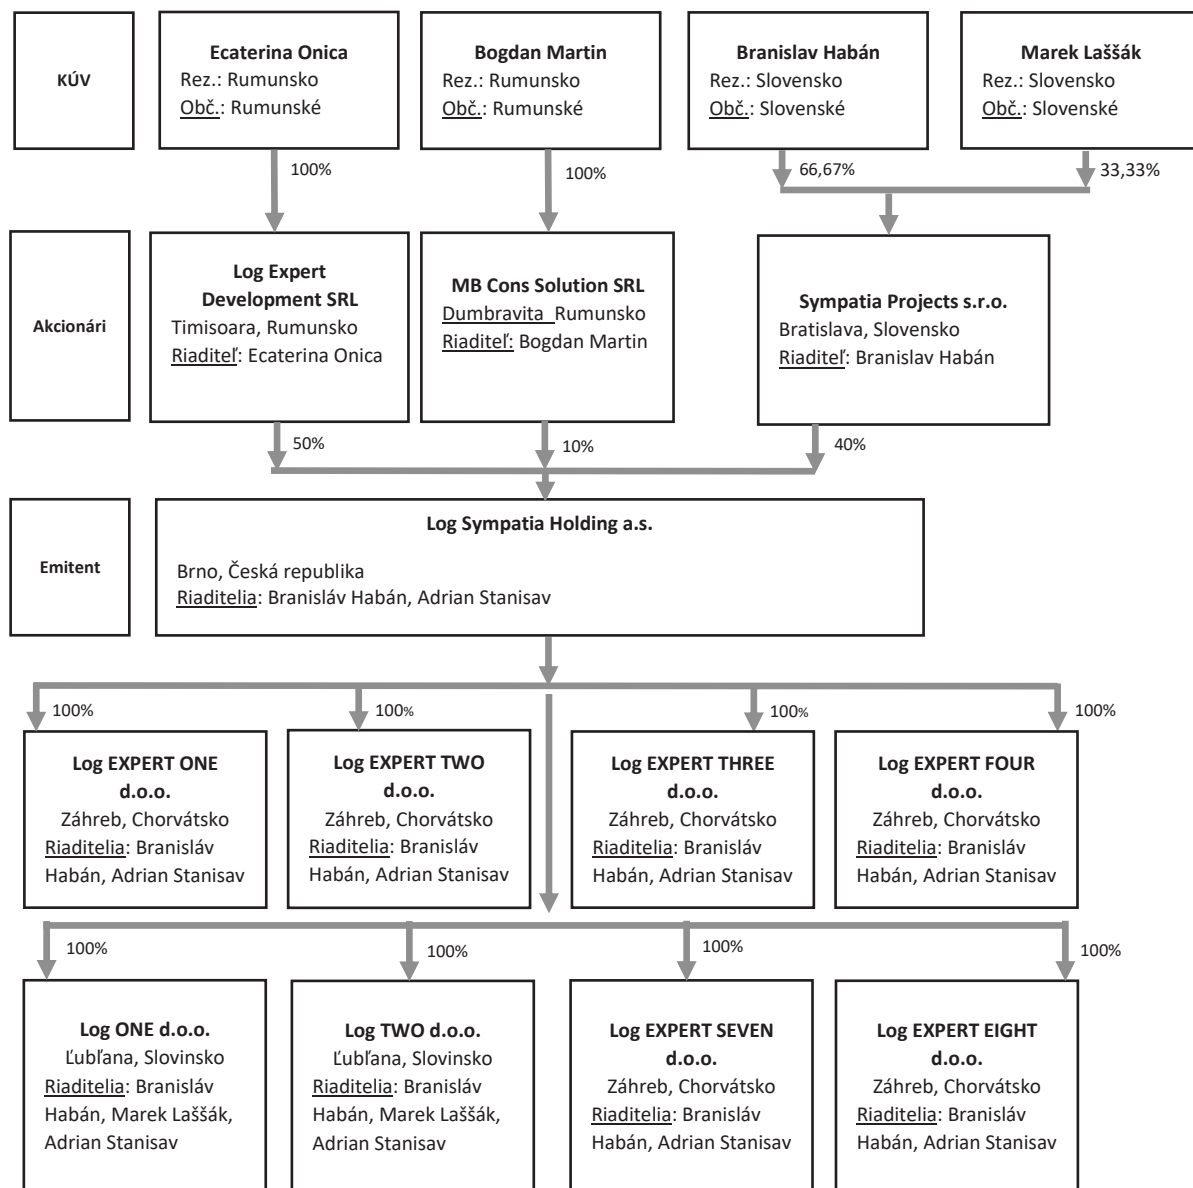 KÚV
Ecaterina Onica
Rez.: Rumunsko
Obč.: Rumunské
Bogdan Martin
Rez.: Rumunsko
Obč.: Rumunské
Branislav Habán
Rez.: Slovensko
Obč.: Slovenské
Marek Laššák
Rez.: Slovensko
Obč.: Slovenské
100%
100%
66,67%
33,33%
Akcionári
Log Expert
Development SRL
Timisoara, Rumunsko
Riaditeľ: Ecaterina Onica
MB Cons Solution SRL
Dumbravita Rumunsko
Riaditeľ: Bogdan Martin
Sympatia Projects s.r.o.
Bratislava, Slovensko
Riaditeľ: Branislav Habán
50%
10%
40%
Emitent
Log Sympatia Holding a.s.
Brno, Česká republika
Riaditelia: Branisláv Habán, Adrian Stanisav
100%
100%
100%
100%
Log EXPERT ONE
d.o.o.
Záhreb, Chorvátsko
Riaditelia: Branisláv
Habán, Adrian Stanisav
Log EXPERT TWO
d.o.o.
Záhreb, Chorvátsko
Riaditelia: Branisláv
Habán, Adrian Stanisav
Log EXPERT THREE
d.o.o.
Záhreb, Chorvátsko
Riaditelia: Branisláv
Habán, Adrian Stanisav
Log EXPERT FOUR
d.o.o.
Záhreb, Chorvátsko
Riaditelia: Branisláv
Habán, Adrian Stanisav
100%
100%
100%
100%
Log ONE d.o.o.
Ľubľana, Slovinsko
Riaditelia: Branisláv
Habán, Marek Laššák,
Adrian Stanisav
Log TWO d.o.o.
Ľubľana, Slovinsko
Riaditelia: Branisláv
Habán, Marek Laššák,
Adrian Stanisav
Log EXPERT SEVEN
d.o.o.
Záhreb, Chorvátsko
Riaditelia: Branisláv
Habán, Adrian Stanisav
Log EXPERT EIGHT
d.o.o.
Záhreb, Chorvátsko
Riaditelia: Branisláv
Habán, Adrian Stanisav